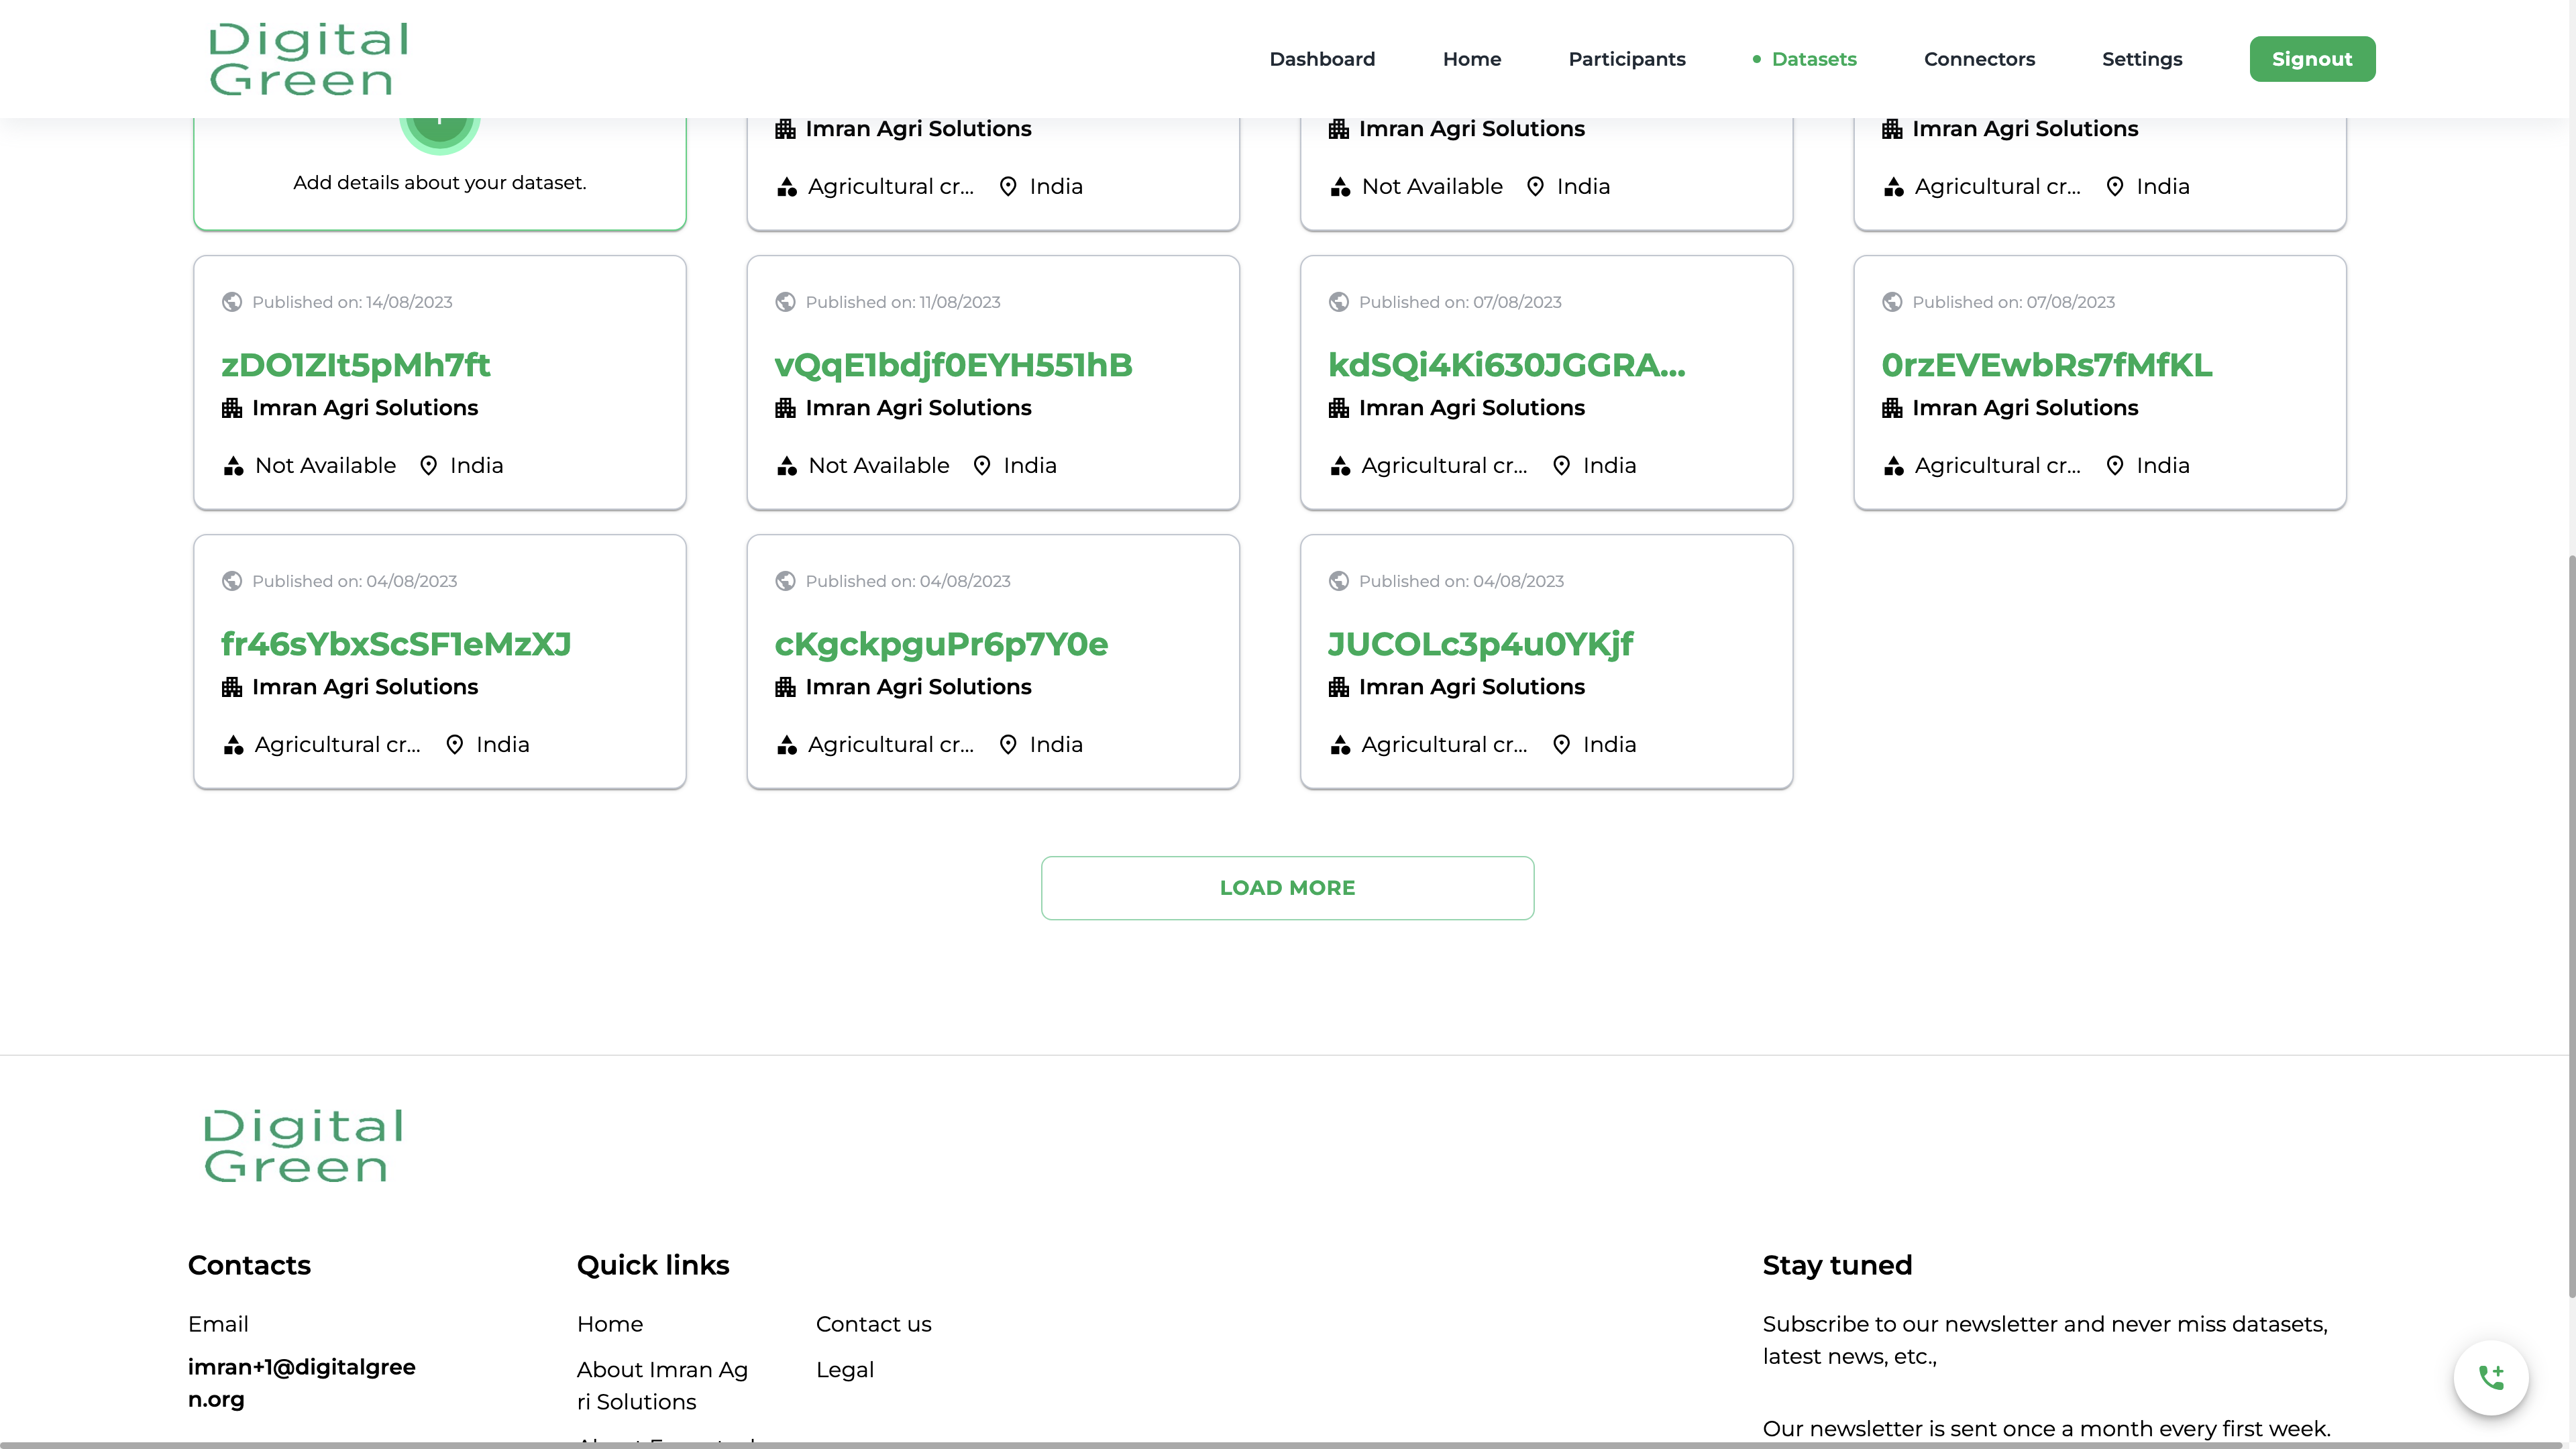 Digital
Green
Dashboard
Home
Participants
Datasets
Connectors
Settings
Signout
Add details about your dataset.
Imran Agri Solutions
Agricultural cr...
India
Imran Agri Solutions
Not Available
India
Imran Agri Solutions
Agricultural cr...
India
Published on: 14/08/2023
zDO1ZIt5pMh7ft
Imran Agri Solutions
Not Available
India
Published on: 11/08/2023
vQqE1bdjf0EYH551hB
Imran Agri Solutions
Not Available
India
Published on: 07/08/2023
kdSQi4Ki630JGGRA...
Imran Agri Solutions
Agricultural cr...
India
Published on: 07/08/2023
0rzEVEwbRs7fMfKL
Imran Agri Solutions
Agricultural cr...
India
Published on: 04/08/2023
fr46sYbxScSF1eMzXJ
Imran Agri Solutions
Agricultural cr...
India
Published on: 04/08/2023
cKgckpguPr6p7Y0e
Imran Agri Solutions
Agricultural cr...
India
Published on: 04/08/2023
JUCOLc3p4u0YKjf
Imran Agri Solutions
Agricultural cr...
India
LOAD MORE
Digital
Green
Contacts
Email
imran+1@digitalgree
n.org
Quick links
Home
About Imran Ag
ri Solutions
Contact us
Legal
Stay tuned
Subscribe to our newsletter and never miss datasets,
latest news, etc.,
Our newsletter is sent once a month every first week.